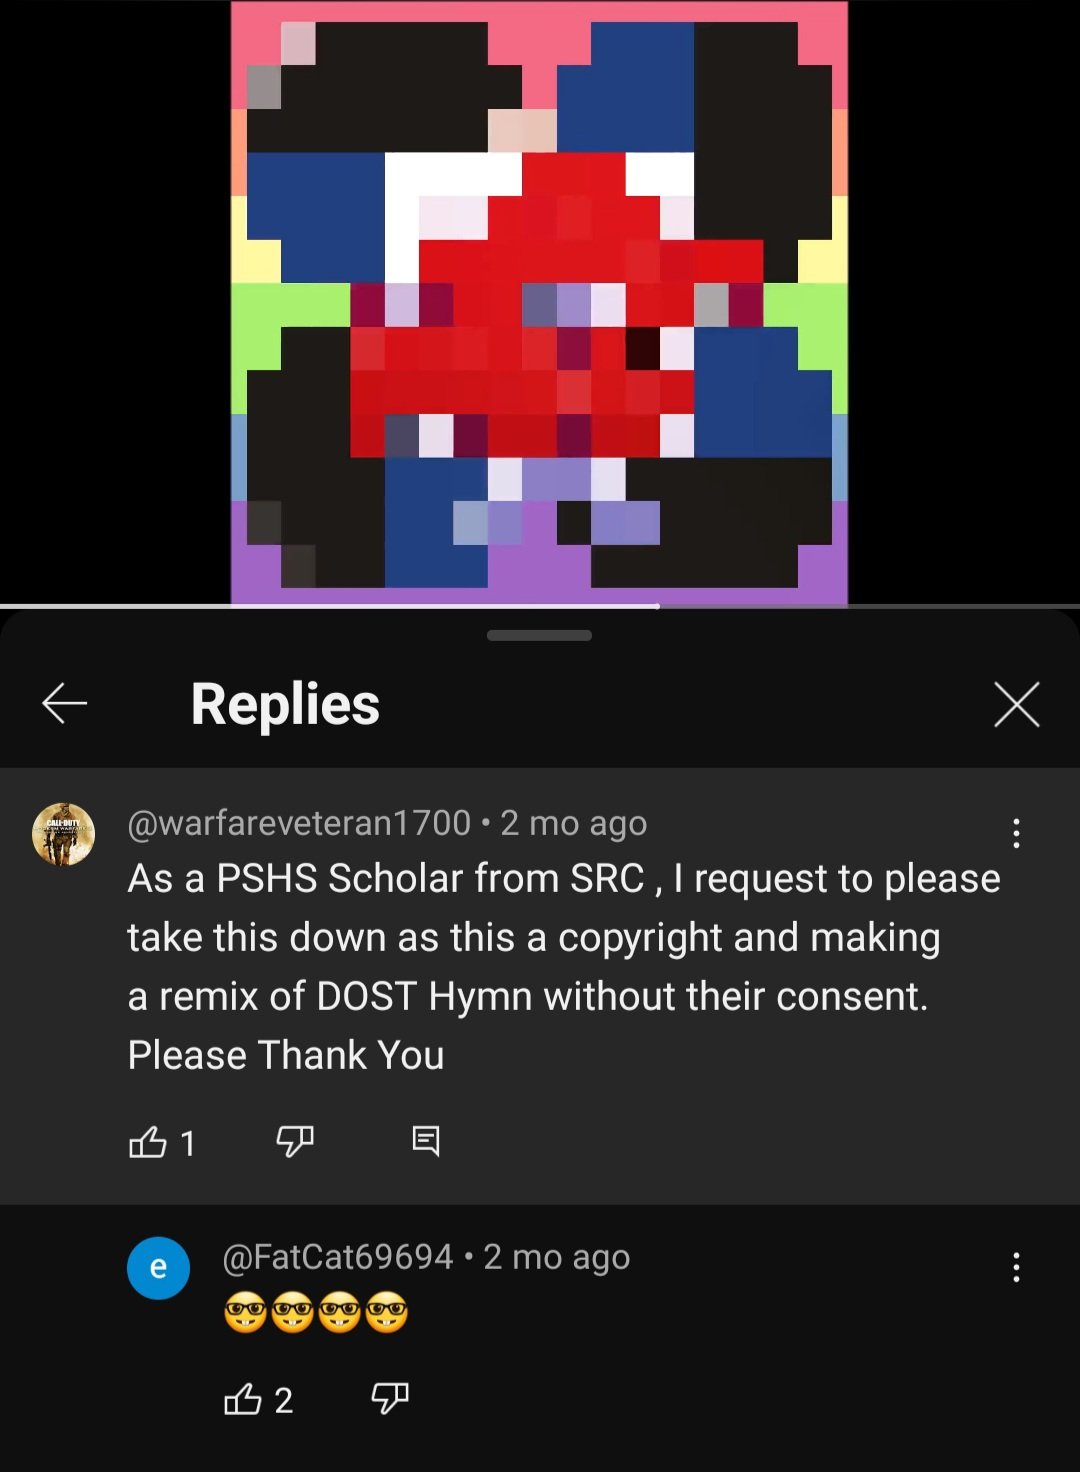 Replies
@warfareveteran1700 • 2 mo ago
As a PSHS Scholar from SRC , I request to please
take this down as this a copyright and making
a remix of DOST Hymn without their consent.
Please Thank You
1
e
@FatCat69694 • 2 mo ago
🤓🤓🤓🤓
2